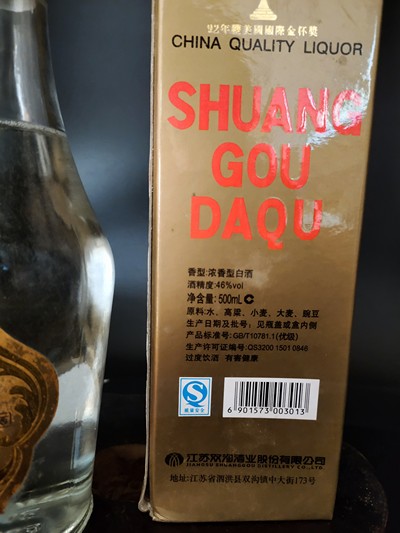 92年获美国国际金杯奖
CHINA QUALITY LIQUOR
SHUANG
GOU
DAQU
香型:浓香型白酒
酒精度:46%vol
净含量:500mL C
原料:水、高粱、小麦、大麦、豌豆
生产日期及批号:见瓶盖或盒内侧
产品标准号:GB/T10781.1(优级)
生产许可证编号:QS3200 1501 0848
过度饮酒 有害健康
质量安全
6 901573 003013
江苏双沟酒业股份有限公司
JIANGSU SHUANGGOU DISTILLERY CO.,LTD.
地址:江苏省泗洪县双沟镇中大街173号